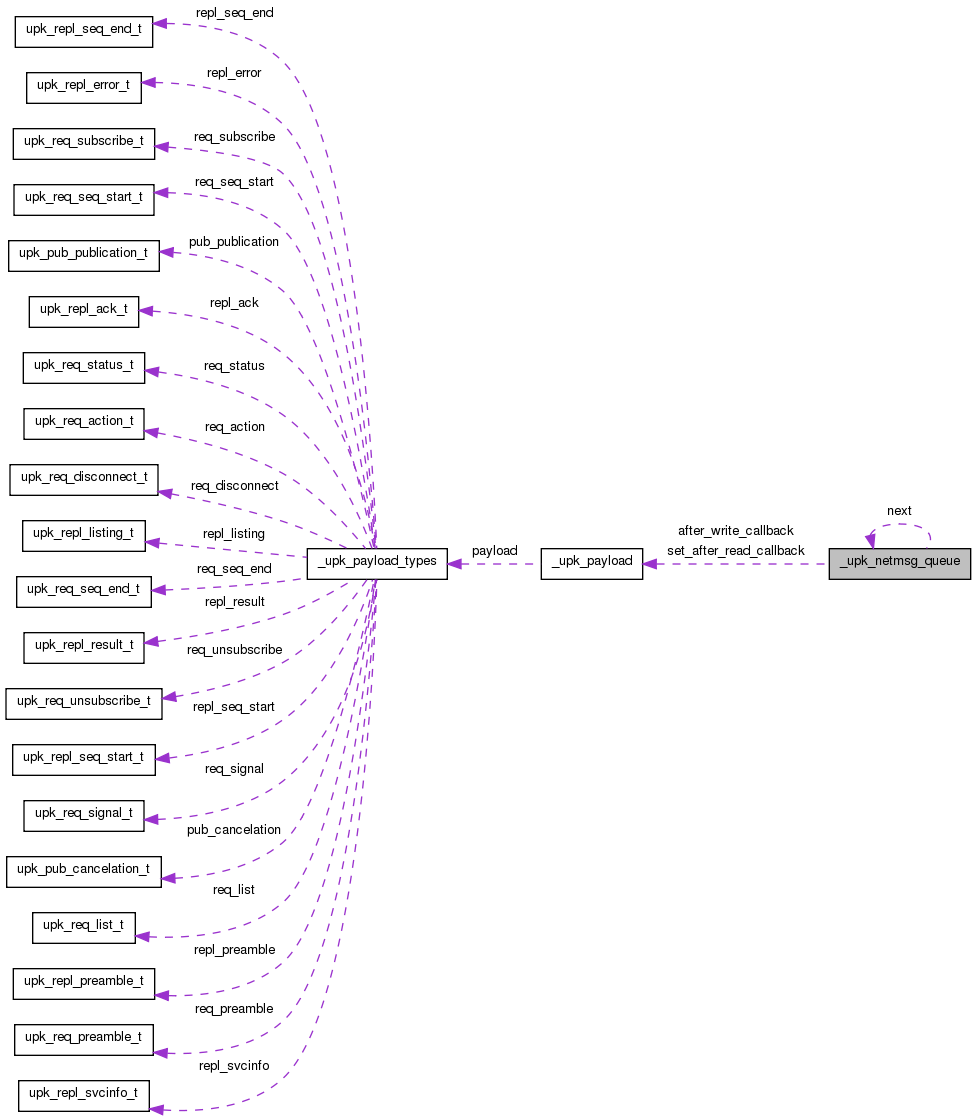 repl_seq_end
upk_repl_seq_end_t
repl_error
upk_repl_error_t
req_subscribe
upk_req_subscribe_t
req_seq_start
upk_req_seq_start_t
pub_publication
upk_pub_publication_t
repl_ack
upk_repl_ack_t
req_status
upk_req_status_t
req_action
upk_req_action_t
req_disconnect
upk_req_disconnect_t
repl_listing
upk_repl_listing_t
req_seq_end
upk_req_seq_end_t
repl_result
upk_repl_result_t
req_unsubscribe
upk_req_unsubscribe_t
repl_seq_start
upk_repl_seq_start_t
req_signal
upk_req_signal_t
pub_cancelation
upk_pub_cancelation_t
req_list
upk_req_list_t
repl_preamble
upk_repl_preamble_t
req_preamble
upk_req_preamble_t
repl_svcinfo
upk_repl_svcinfo_t
_upk_payload_types
payload
_upk_payload
after_write_callback
set_after_read_callback
next
_upk_netmsg_queue